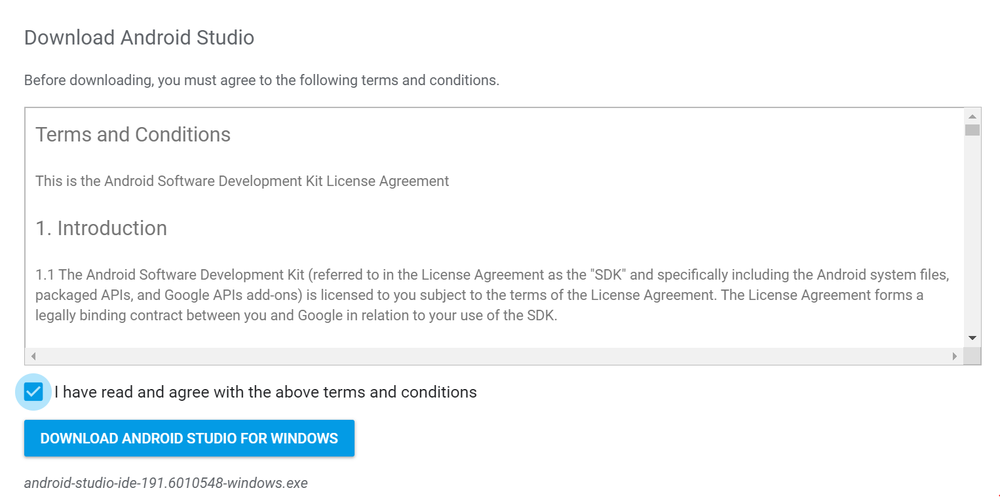 Download Android Studio
Before downloading, you must agree to the following terms and conditions.
Terms and Conditions
This is the Android Software Development Kit License Agreement
1. Introduction
1.1 The Android Software Development Kit (referred to in the License Agreement as the "SDK" and specifically including the Android system files,
packaged APIs, and Google APIs add-ons) is licensed to you subject to the terms of the License Agreement. The License Agreement forms a
legally binding contract between you and Google in relation to your use of the SDK.
I have read and agree with the above terms and conditions
DOWNLOAD ANDROID STUDIO FOR WINDOWS
android-studio-ide-191.6010548-windows.exe